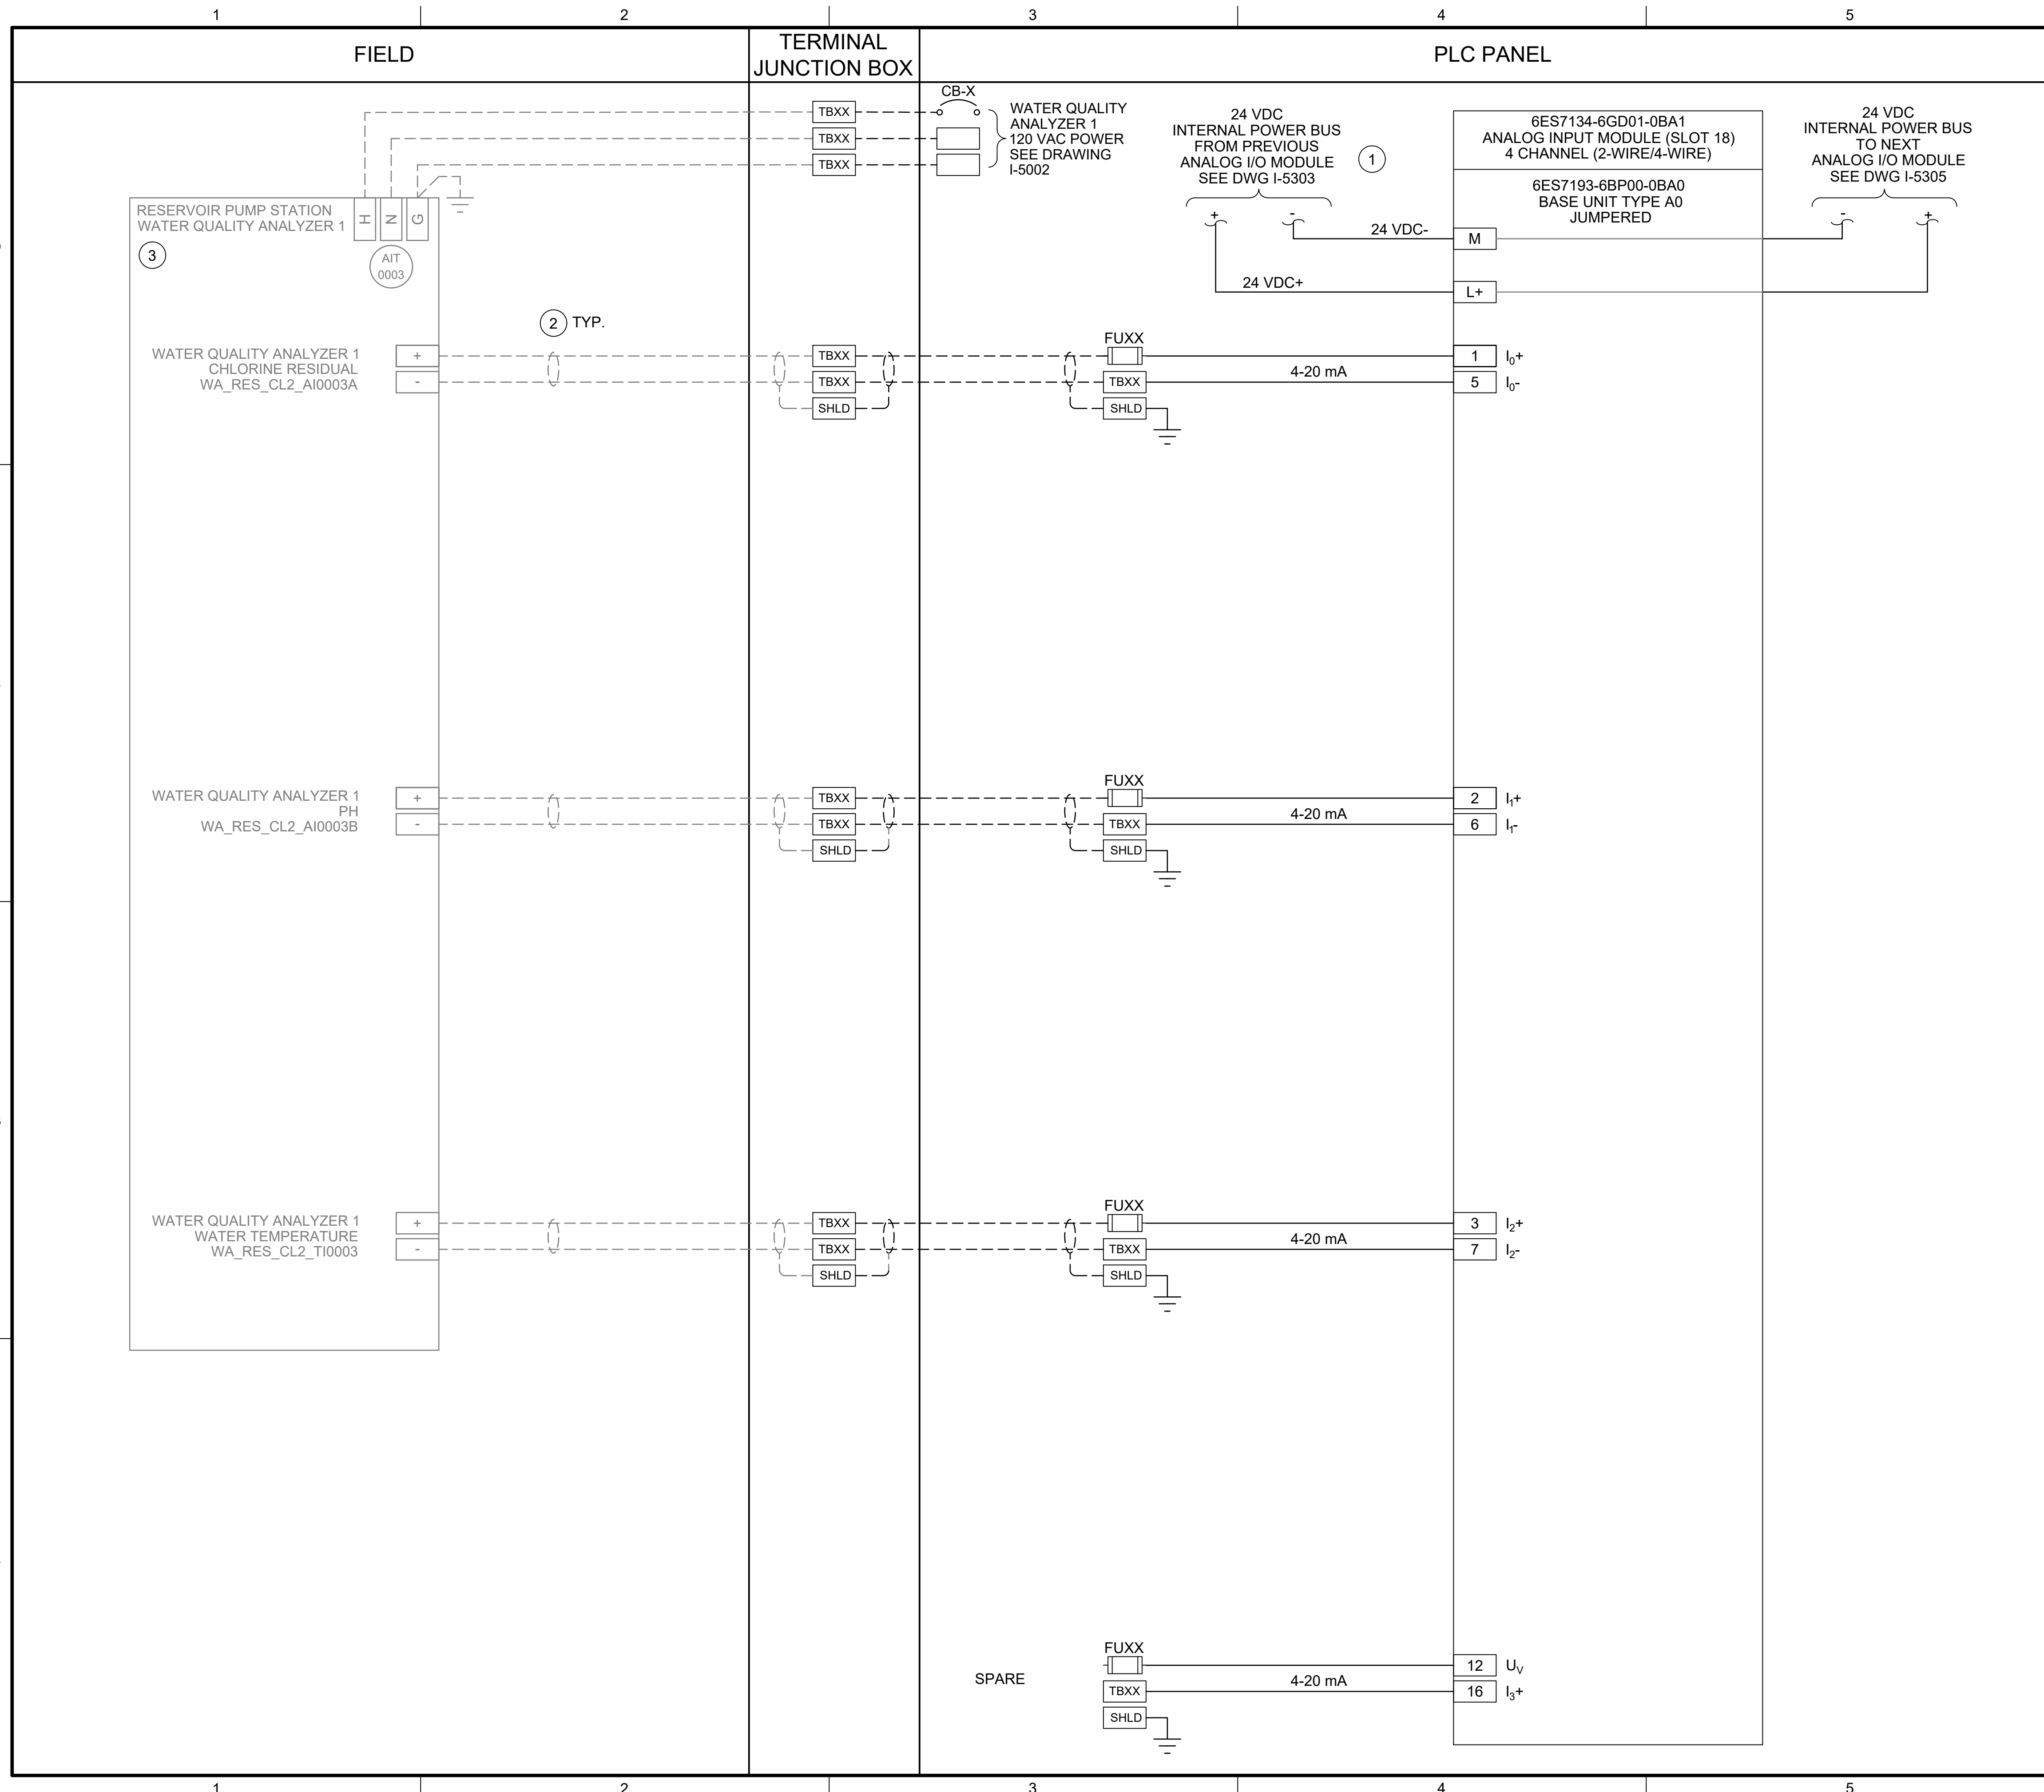 1
2
3
4
5
FIELD
TERMINAL
JUNCTION BOX
PLC PANEL
CB-X
TBXX
TBXX
TBXX
WATER QUALITY
ANALYZER 1
120 VAC POWER
SEE DRAWING
I-5002
24 VDC
INTERNAL POWER BUS
FROM PREVIOUS
ANALOG I/O MODULE
SEE DWG I-5303
1
+
-
6ES7134-6GD01-0BA1
ANALOG INPUT MODULE (SLOT 18)
4 CHANNEL (2-WIRE/4-WIRE)
6ES7193-6BP00-0BA0
BASE UNIT TYPE A0
JUMPERED
24 VDC
INTERNAL POWER BUS
TO NEXT
ANALOG I/O MODULE
SEE DWG I-5305
-
+
24 VDC-
M
24 VDC+
L+
RESERVOIR PUMP STATION
WATER QUALITY ANALYZER 1
H
N
G
3
AIT
0003
2 TYP.
WATER QUALITY ANALYZER 1
CHLORINE RESIDUAL
WA_RES_CL2_AI0003A
+
-
TBXX
TBXX
SHLD
FUXX
TBXX
SHLD
4-20 mA
1 I0+
5 I0-
WATER QUALITY ANALYZER 1
PH
WA_RES_CL2_AI0003B
+
-
TBXX
TBXX
SHLD
FUXX
TBXX
SHLD
4-20 mA
2 I1+
6 I1-
WATER QUALITY ANALYZER 1
WATER TEMPERATURE
WA_RES_CL2_TI0003
+
-
TBXX
TBXX
SHLD
FUXX
TBXX
SHLD
4-20 mA
3 I2+
7 I2-
SPARE
FUXX
TBXX
SHLD
4-20 mA
12 UV
16 I3+
1
2
3
4
5